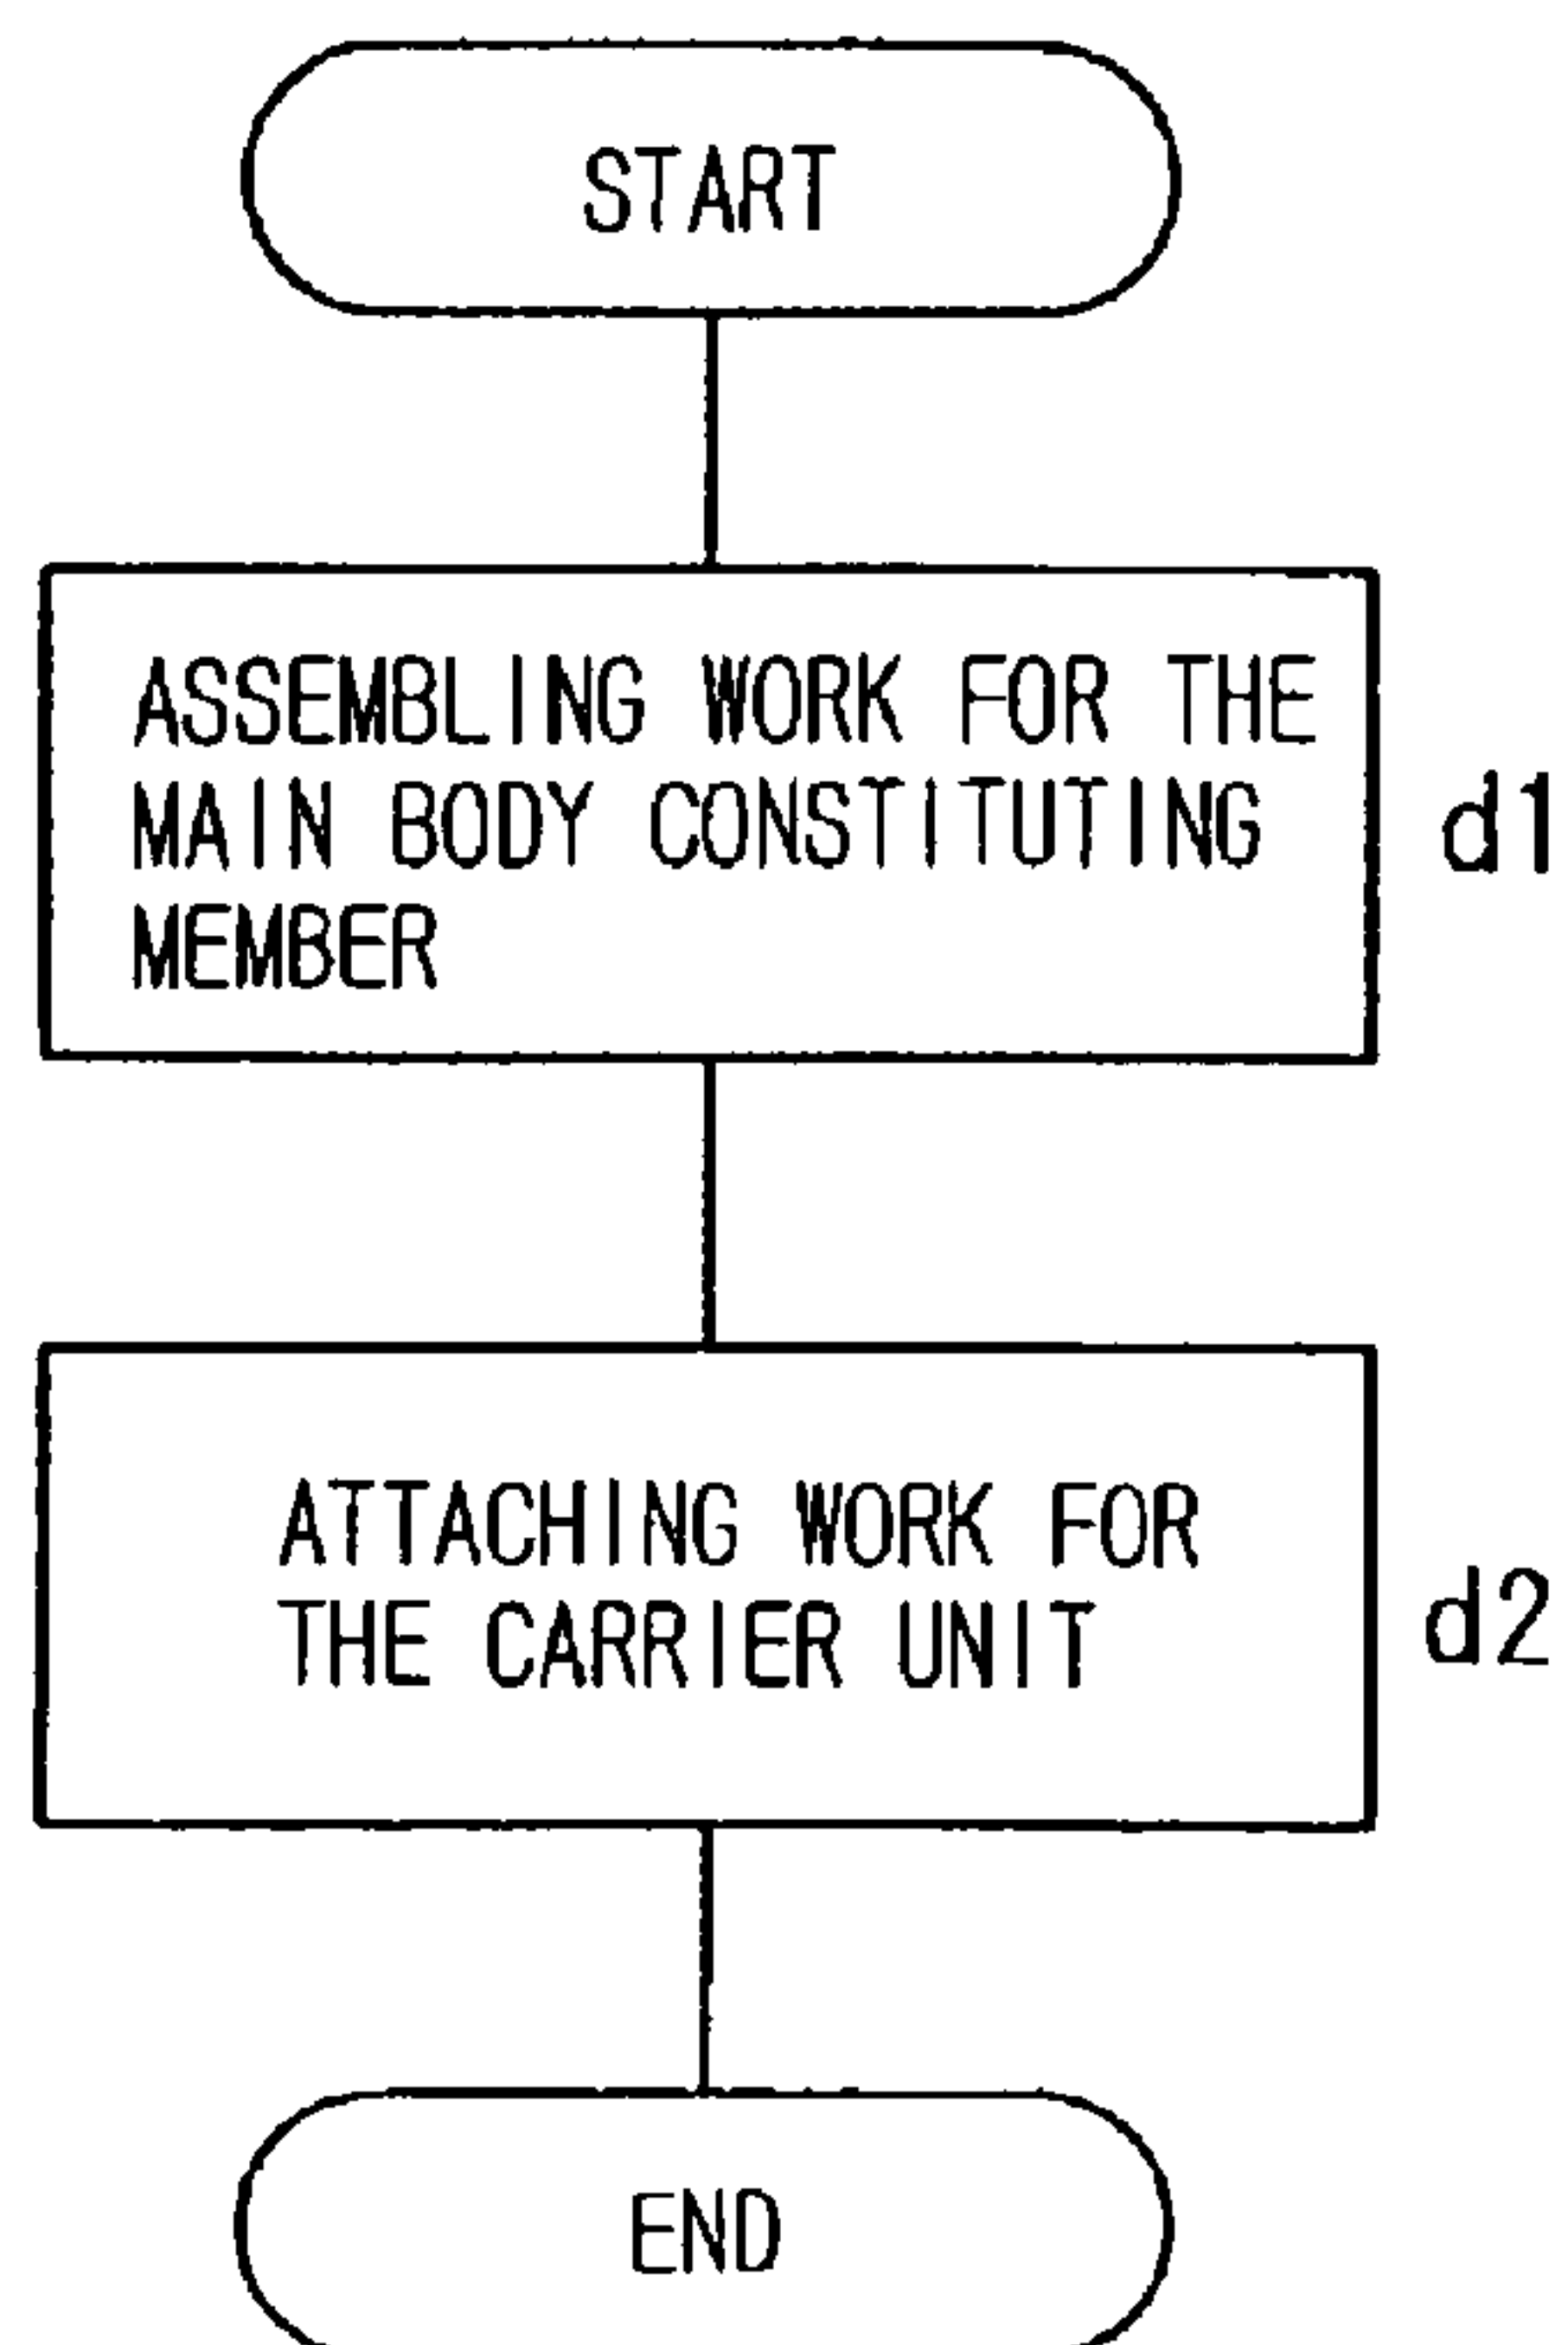 START
ASSEMBLING WORK FOR THE
MAIN BODY CONSTITUTING
MEMBER
d1
ATTACHING WORK FOR
THE CARRIER UNIT
d2
END